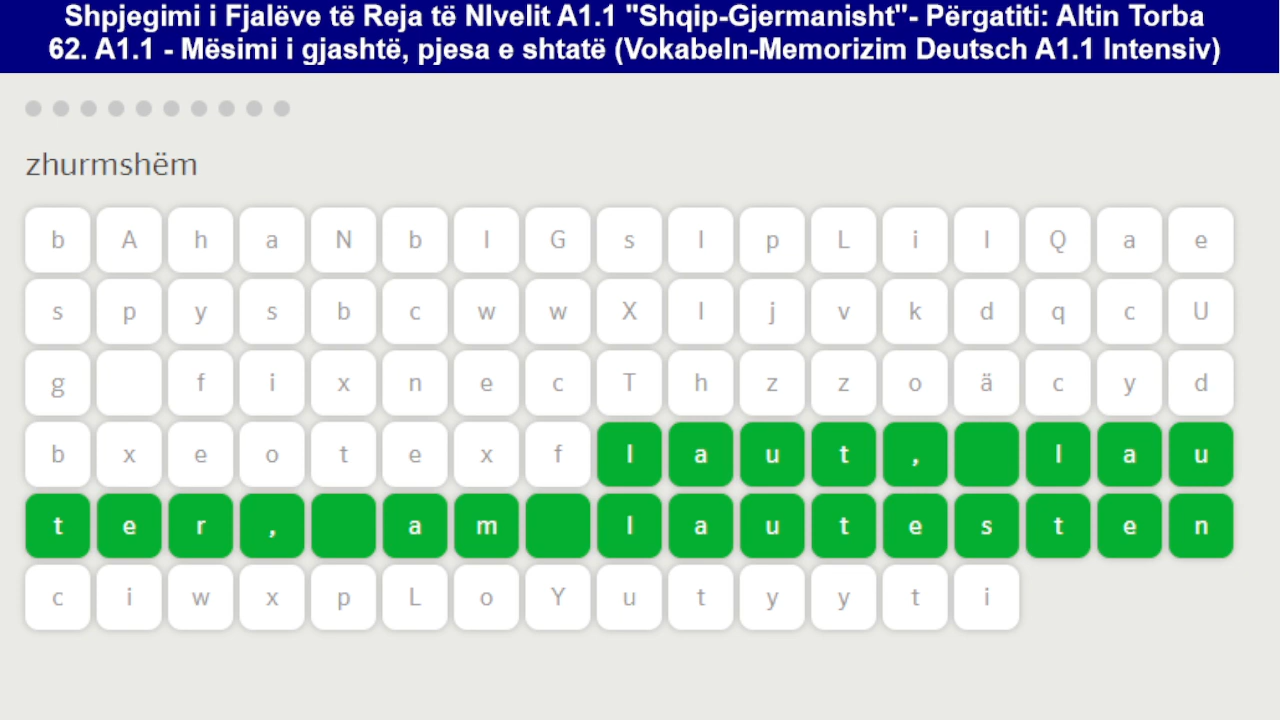 Shpjegimi i Fjalëve të Reja të NIvelit A1.1 "Shqip-Gjermanisht"- Përgatiti: Altin Torba
62. A1.1 - Mësimi i gjashtë, pjesa e shtatë (Vokabeln-Memorizim Deutsch A1.1 Intensiv)
zhurmshëm
b A h a N b l G s l p L i l Q a e
s p y s b c w w X l j v k d q c U
g f i x n e c T h z z o ä c y d
b x e o t e x f l a u t , l a u
t e r , a m l a u t e s t e n
c i w x p L o Y u t y y t i